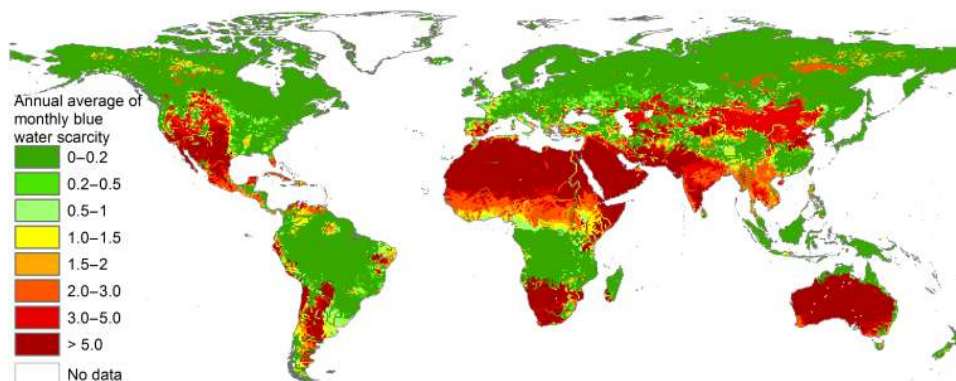 Annual average of
monthly blue
water scarcity
0–0.2
0.2–0.5
0.5–1
1.0–1.5
1.5–2
2.0–3.0
3.0–5.0
> 5.0
No data